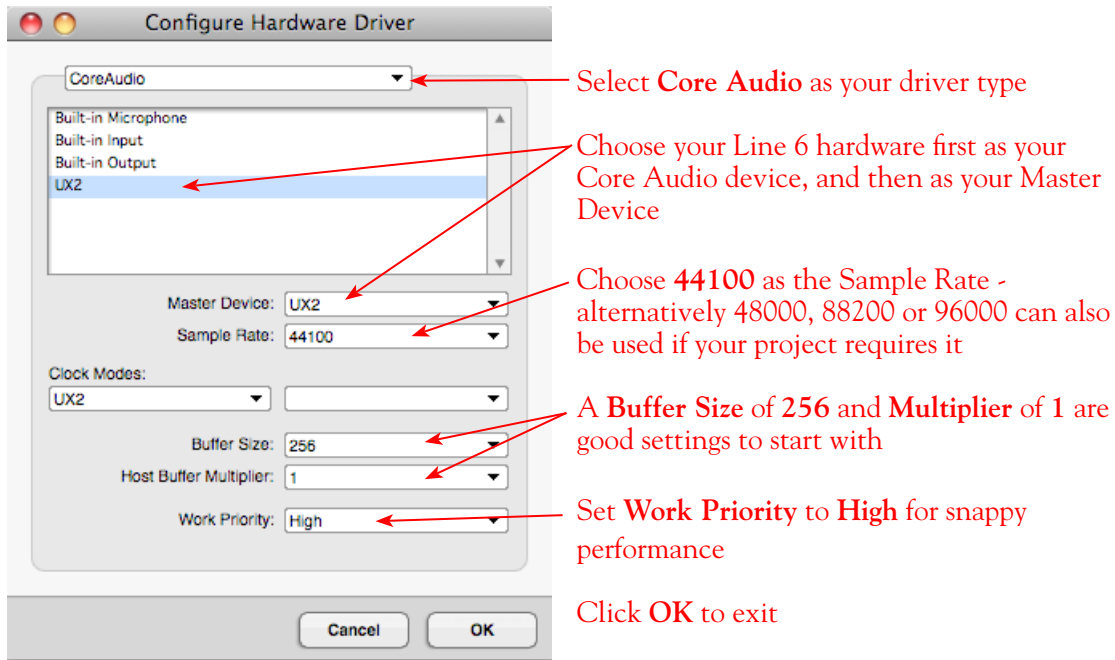 Configure Hardware Driver
CoreAudio
Built-in Microphone
Built-in Input
Built-in Output
UX2
Master Device: UX2
Sample Rate: 44100
Clock Modes:
UX2
Buffer Size: 256
Host Buffer Multiplier: 1
Work Priority: High
Cancel OK
Select Core Audio as your driver type
Choose your Line 6 hardware first as your
Core Audio device, and then as your Master
Device
Choose 44100 as the Sample Rate -
alternatively 48000, 88200 or 96000 can also
be used if your project requires it
A Buffer Size of 256 and Multiplier of 1 are
good settings to start with
Set Work Priority to High for snappy
performance
Click OK to exit